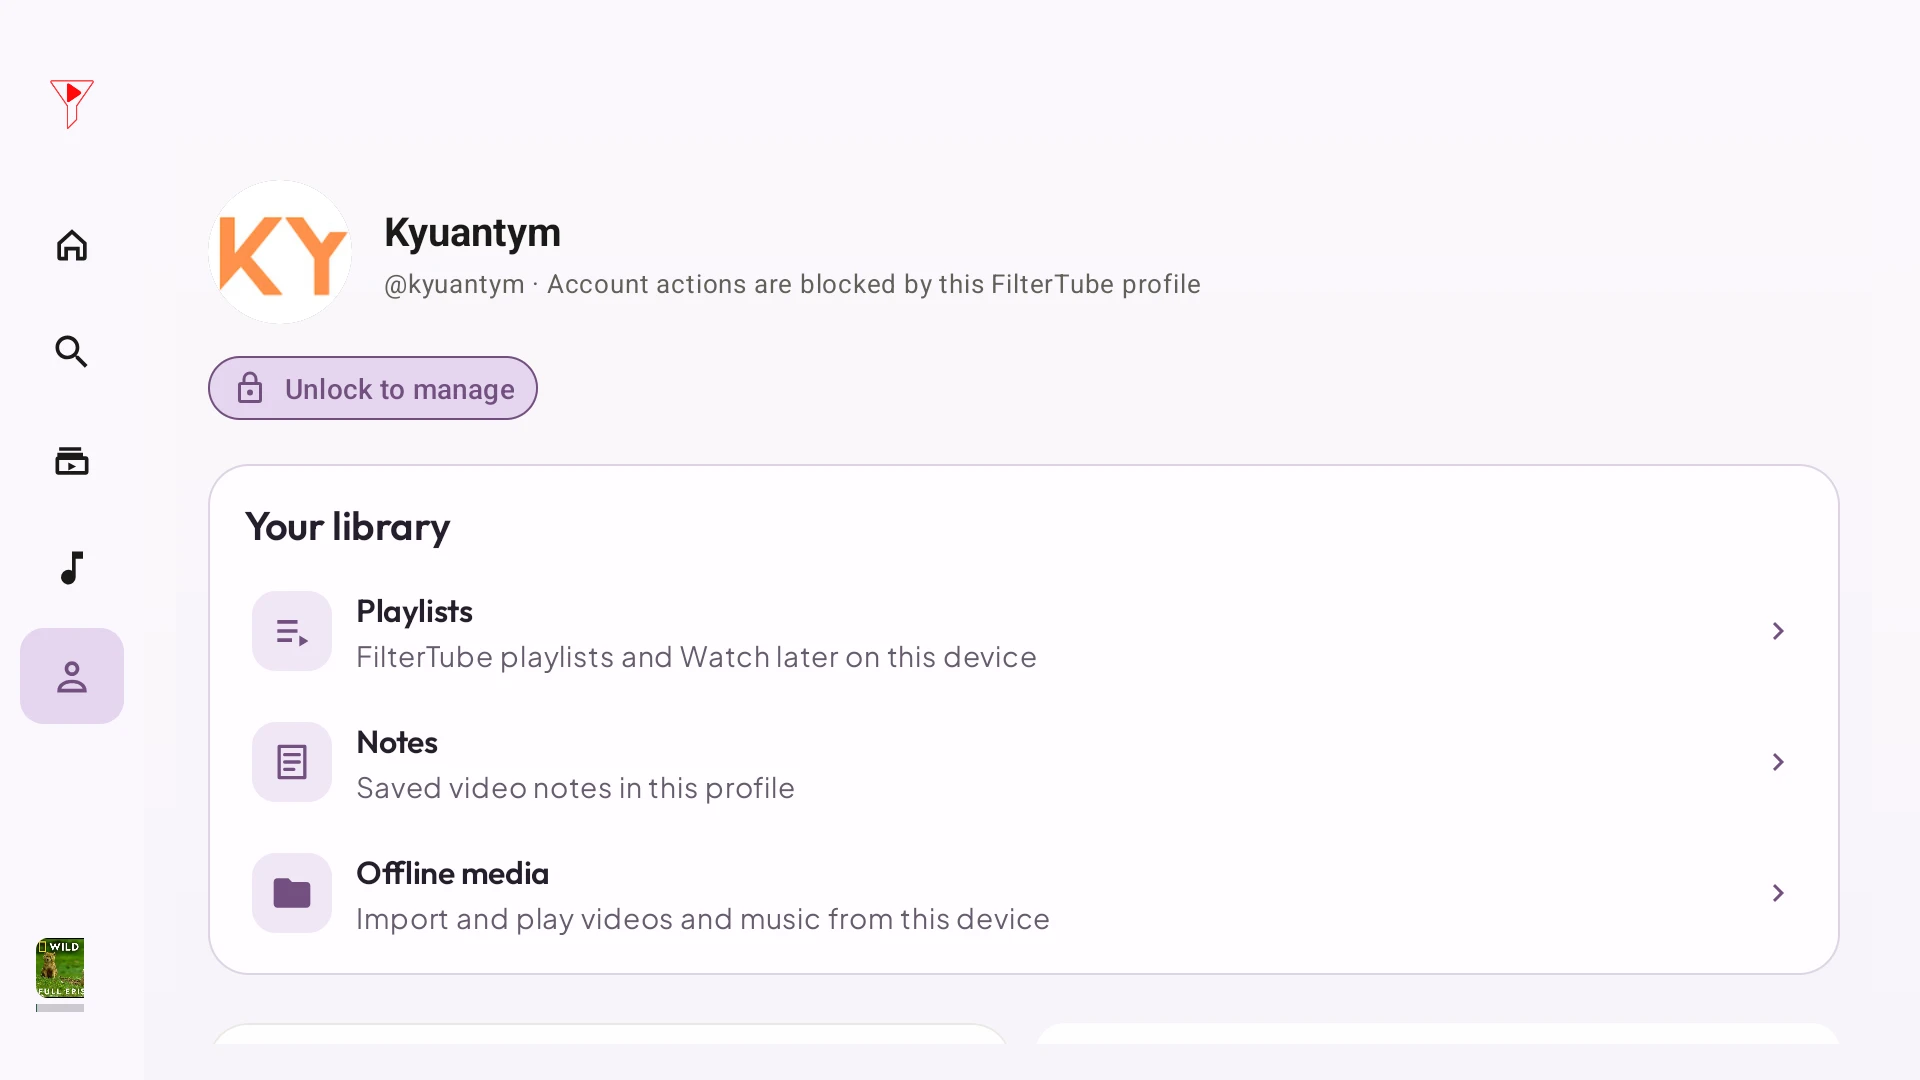 Kyuantym
@kyuantym · Account actions are blocked by this FilterTube profile
Unlock to manage
Your library
Playlists
FilterTube playlists and Watch later on this device
Notes
Saved video notes in this profile
Offline media
Import and play videos and music from this device
KY
WILD
FULL EPIS